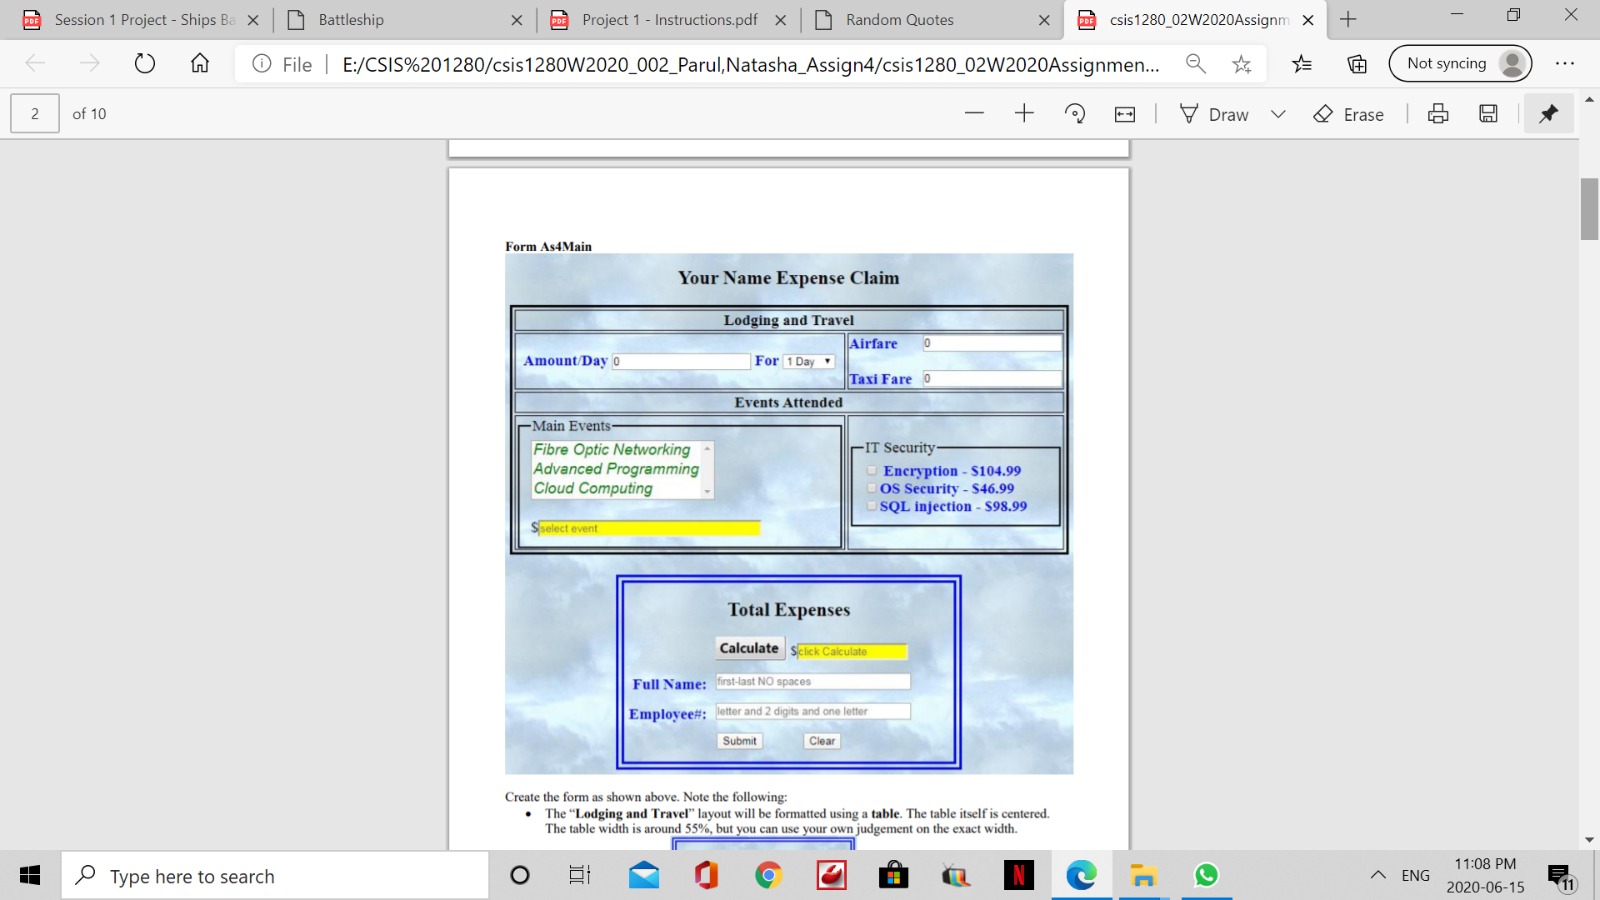 Session 1 Project - Ships Ba
Battleship
Project 1 - Instructions.pdf
Random Quotes
csis1280_02W2020Assignm
File
E:/CSIS%201280/csis1280W2020_002_Parul,Natasha_Assign4/csis1280_02W2020Assignmen...
Not syncing
2 of 10
Draw
Erase
Form As4Main
Your Name Expense Claim
Lodging and Travel
Amount/Day 0 For 1 Day
Airfare 0
Taxi Fare 0
Events Attended
Main Events
Fibre Optic Networking
Advanced Programming
Cloud Computing
$select event
IT Security
Encryption - $104.99
OS Security - $46.99
SQL injection - $98.99
Total Expenses
Calculate $click Calculate
Full Name: first-last NO spaces
Employee#: letter and 2 digits and one letter
Submit Clear
Create the form as shown above. Note the following:
• The “Lodging and Travel” layout will be formatted using a table. The table itself is centered.
The table width is around 55%, but you can use your own judgement on the exact width.
Type here to search
ENG
11:08 PM
2020-06-15
11